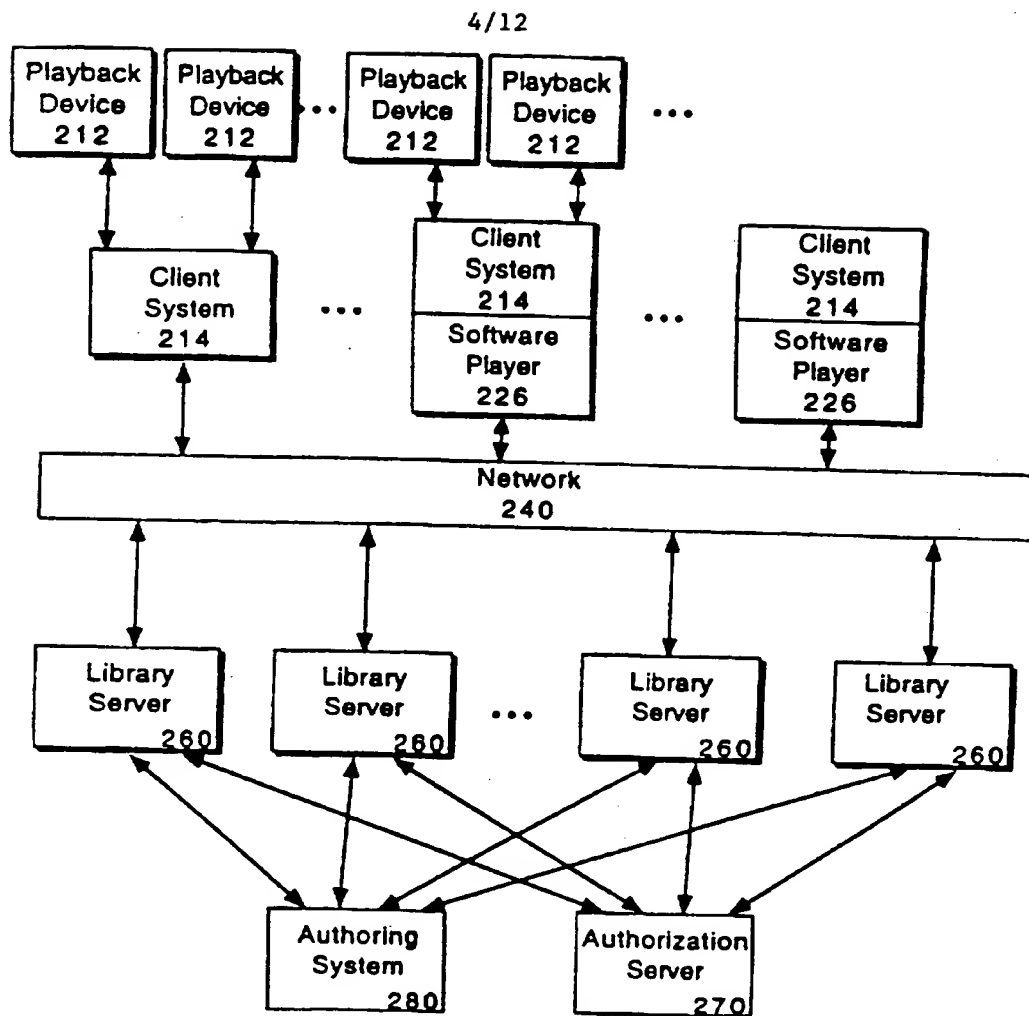 4/12
Playback
Device
212
Playback
Device
212
...
Playback
Device
212
Playback
Device
212
...
Client
System
214
...
Client
System
214
Software
Player
226
...
Client
System
214
Software
Player
226
Network
240
Library
Server
260
Library
Server
260
...
Library
Server
260
Library
Server
260
Authoring
System
280
Authorization
Server
270